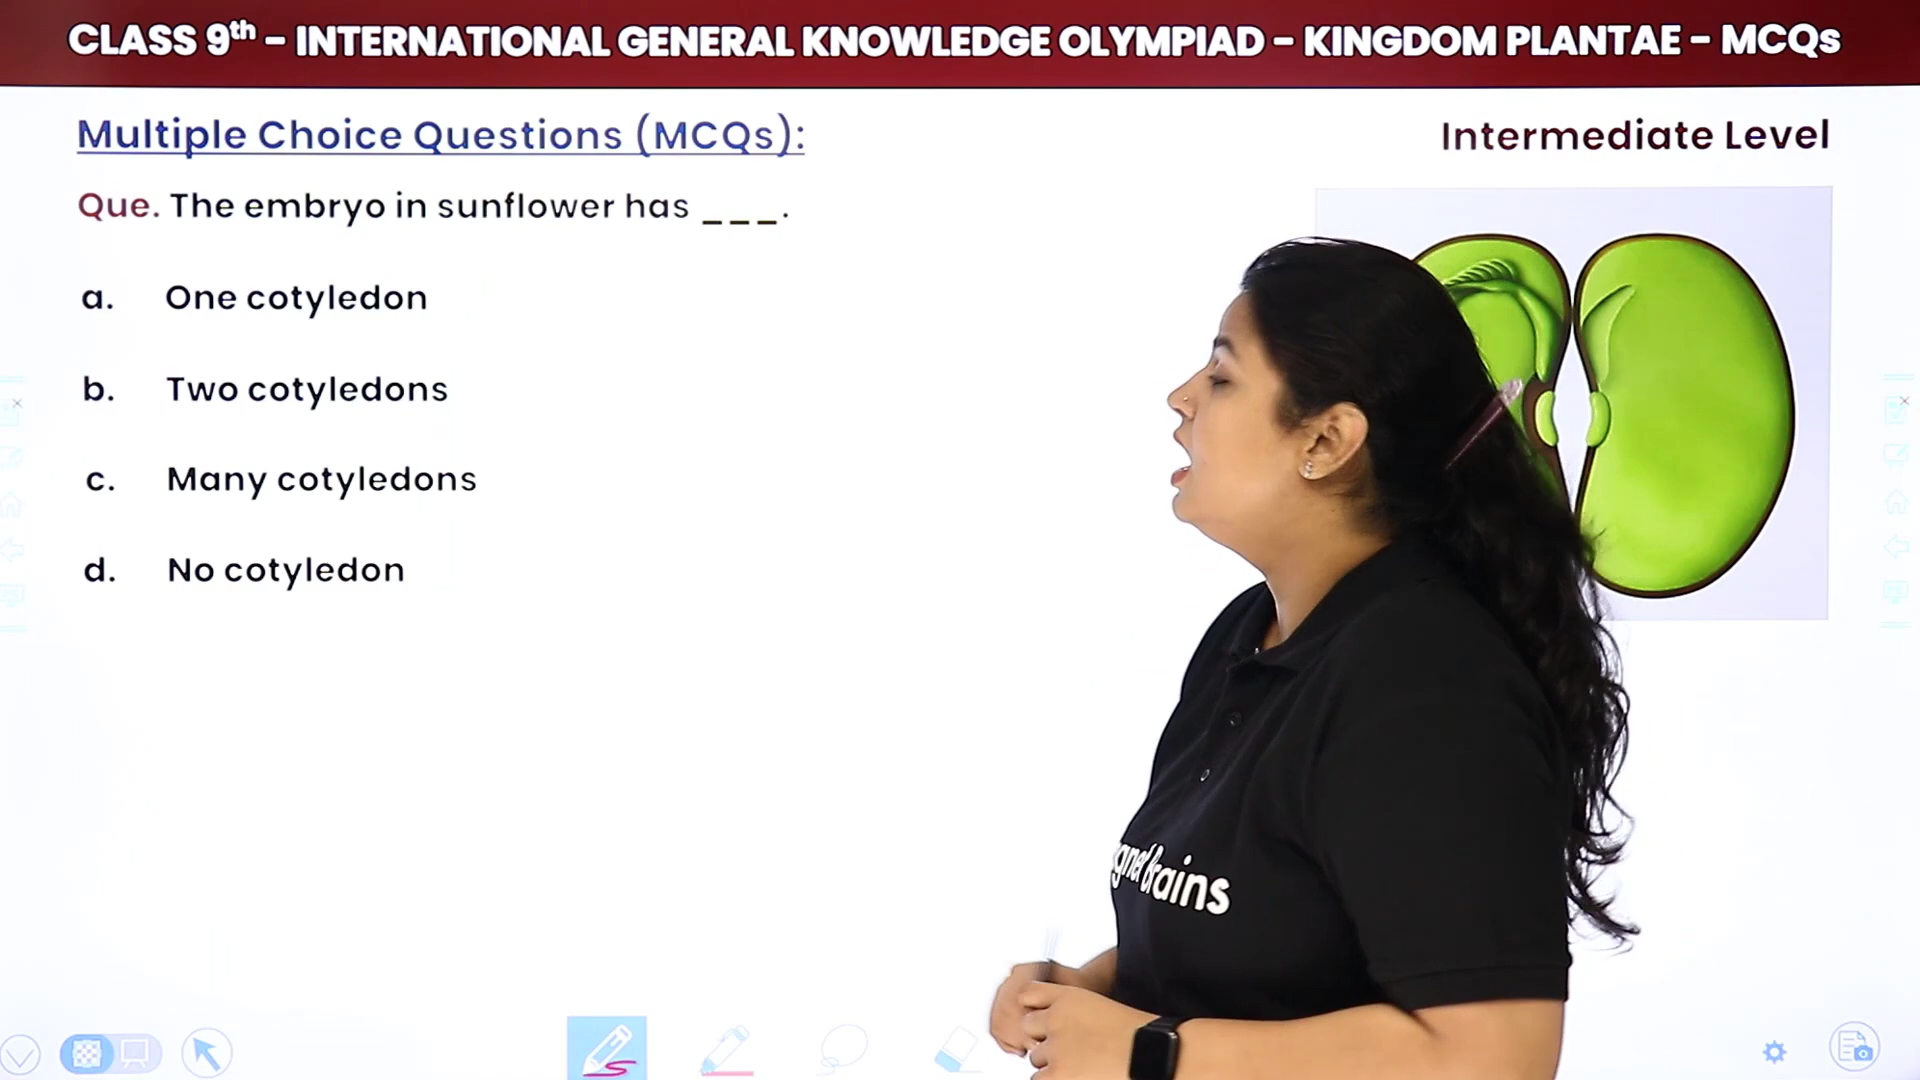 CLASS 9th - INTERNATIONAL GENERAL KNOWLEDGE OLYMPIAD - KINGDOM PLANTAE - MCQs
Multiple Choice Questions (MCQs):
Intermediate Level
Que. The embryo in sunflower has _ _ _.
a. One cotyledon
b. Two cotyledons
c. Many cotyledons
d. No cotyledon